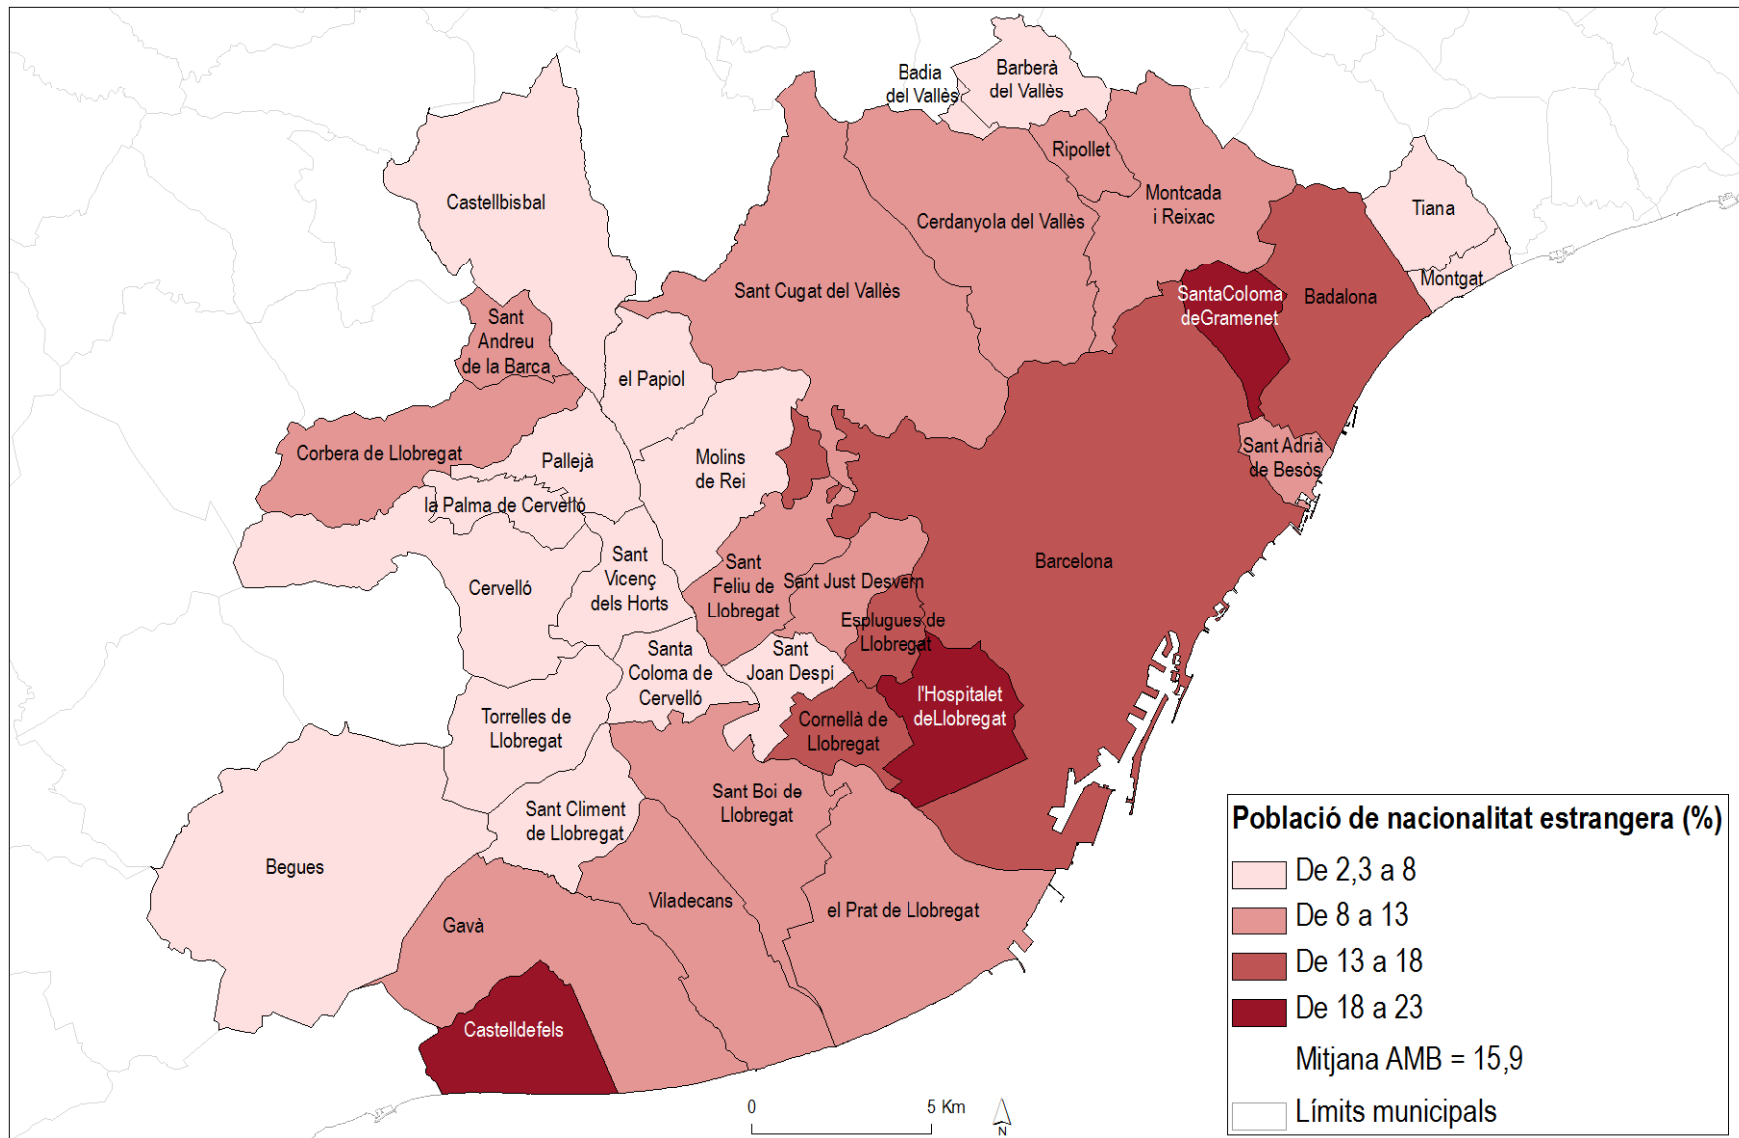 Badia
del Vallès
Barberà
del Vallès
Ripollet
Castellbisbal
Cerdanyola del Vallès
Montcada
i Reixac
Tiana
Montgat
Sant Cugat del Vallès
SantaColoma
deGramenet
Badalona
Sant
Andreu
de la Barca
el Papiol
Corbera de Llobregat
Pallejà
Molins
de Rei
Sant Adrià
de Besòs
la Palma de Cervelló
Cervelló
Sant
Vicenç
dels Horts
Sant
Feliu de
Llobregat
Sant Just Desvern
Barcelona
Esplugues de
Llobregat
Santa
Coloma de
Cervelló
Sant
Joan Despí
l'Hospitalet
deLlobregat
Torrelles de
Llobregat
Cornellà de
Llobregat
Sant Climent
de Llobregat
Sant Boi de
Llobregat
Begues
Gavà
Viladecans
el Prat de Llobregat
Castelldefels
Població de nacionalitat estrangera (%)
De 2,3 a 8
De 8 a 13
De 13 a 18
De 18 a 23
Mitjana AMB = 15,9
Límits municipals
0 5 Km
N